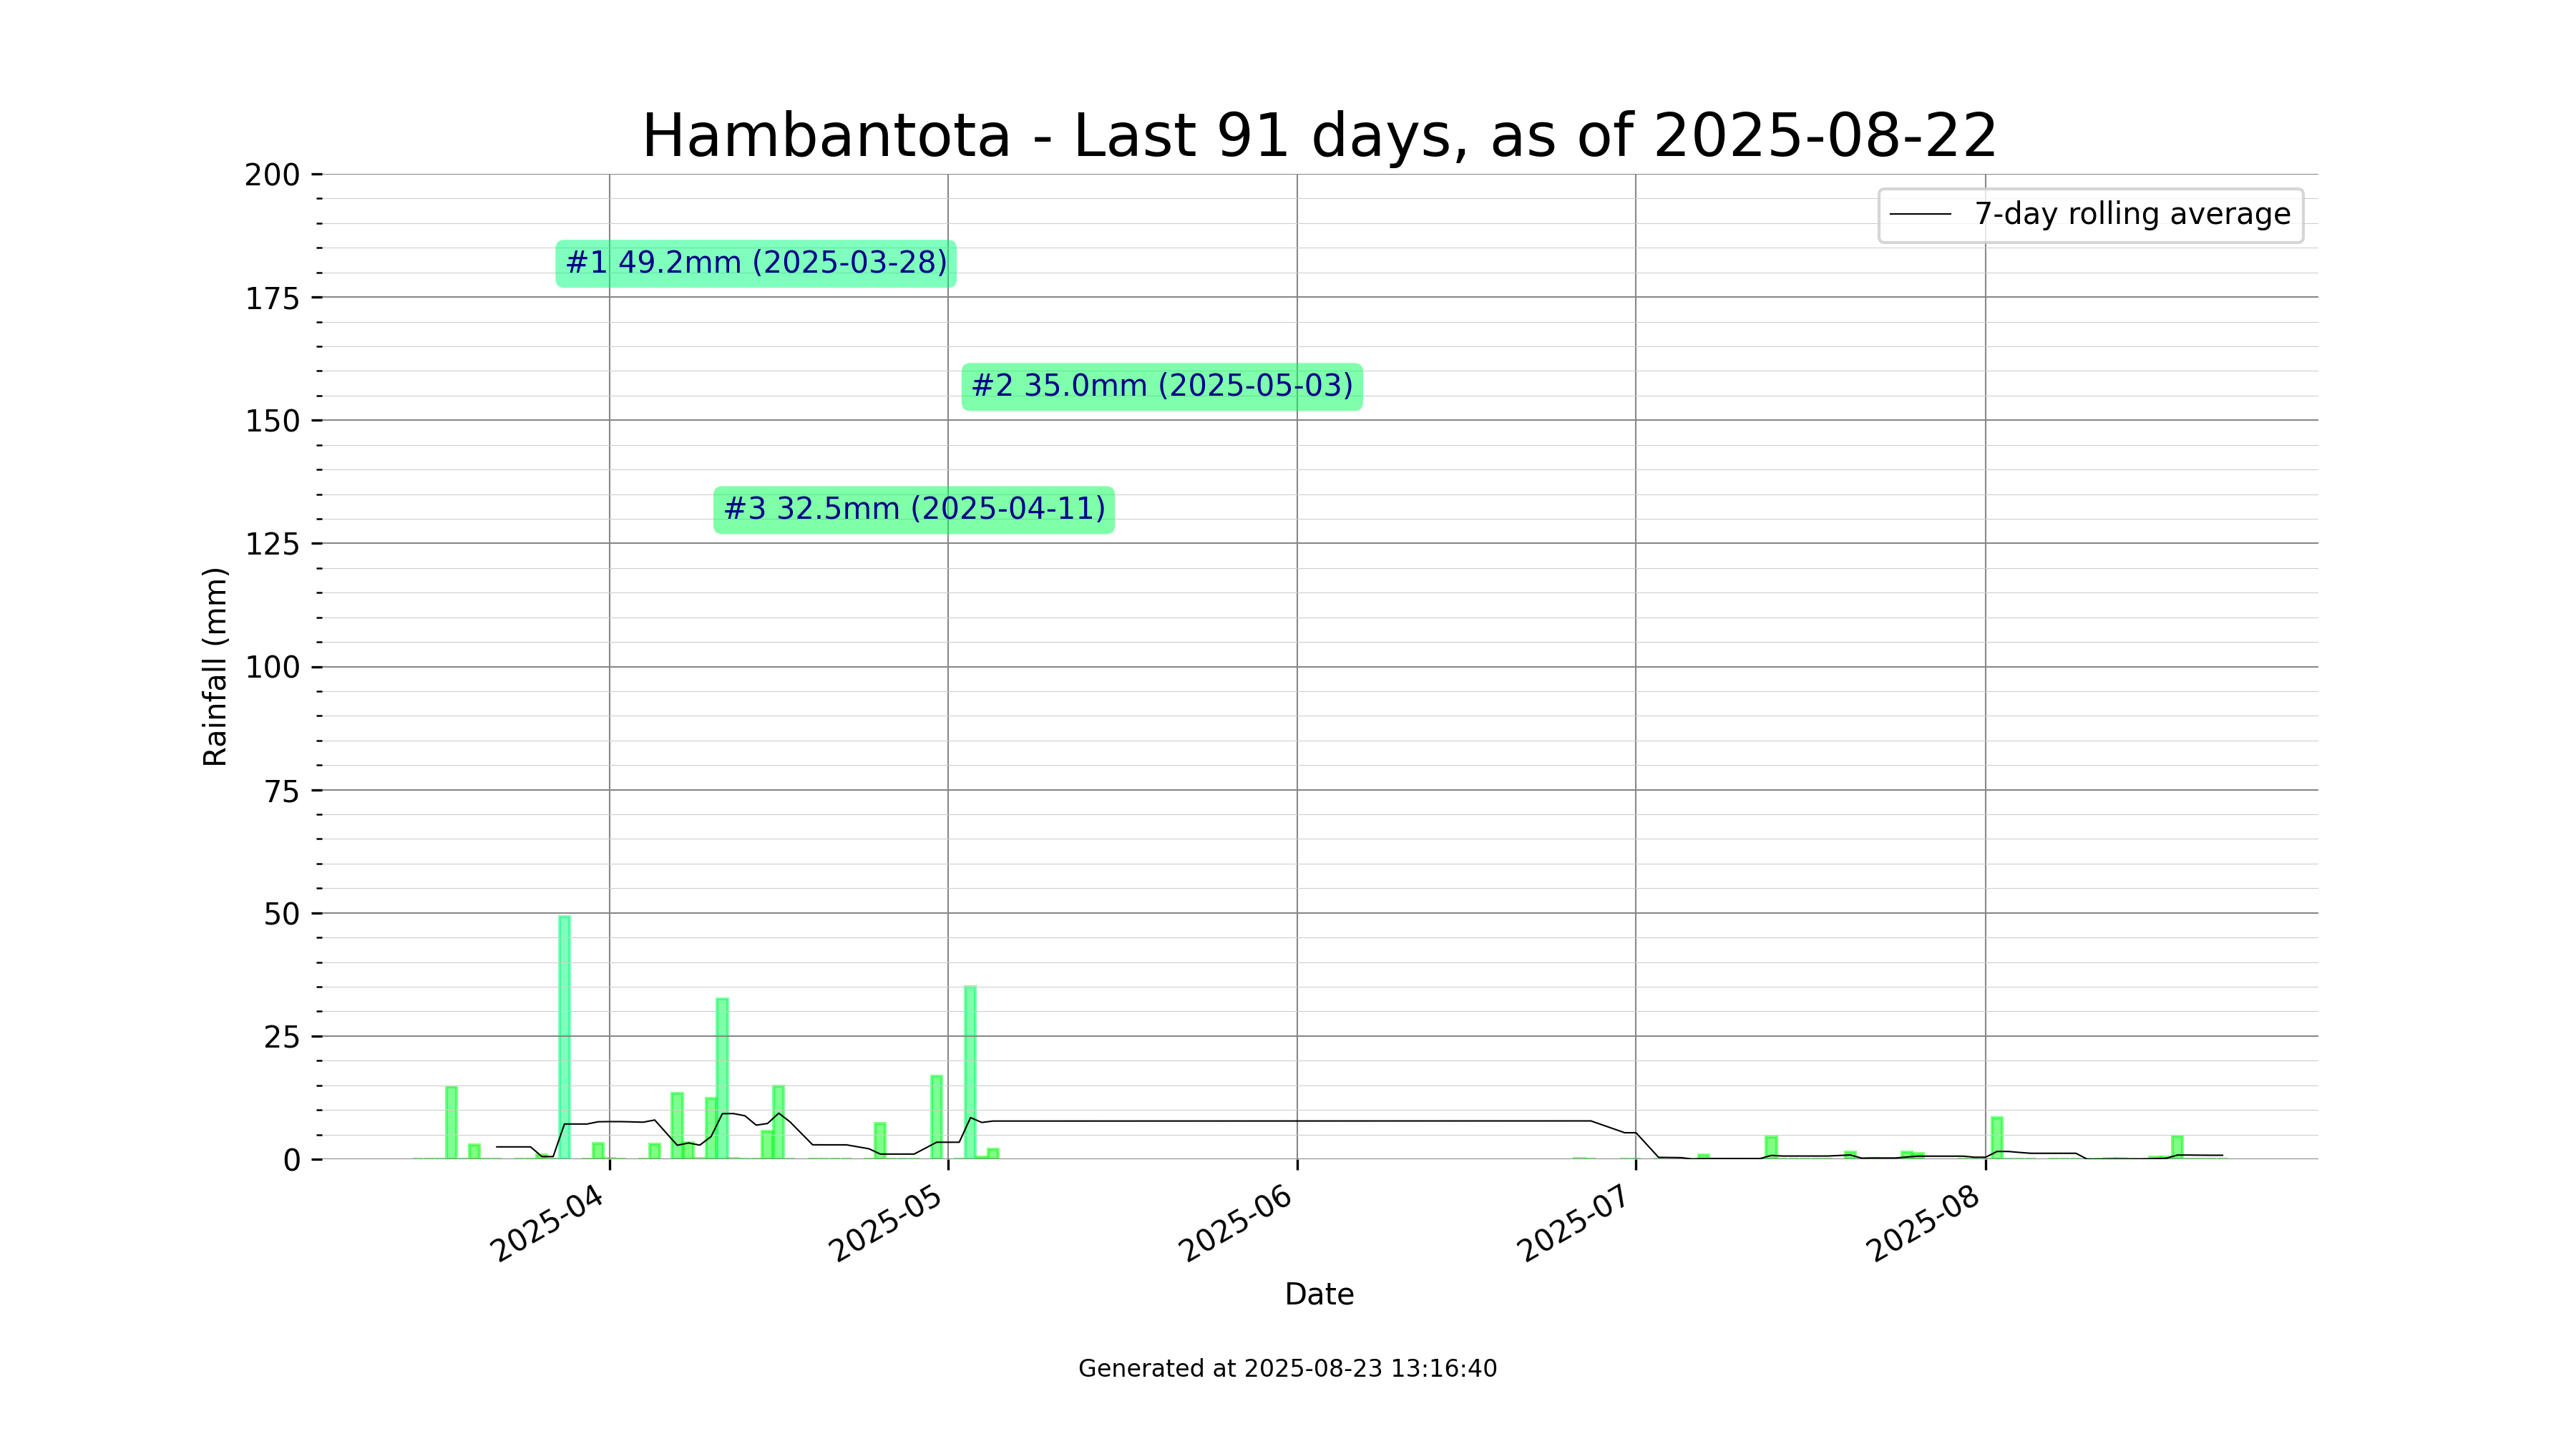 Hambantota - Last 91 days, as of 2025-08-22
7-day rolling average
#1 49.2mm (2025-03-28)
#2 35.0mm (2025-05-03)
#3 32.5mm (2025-04-11)
Rainfall (mm)
200
175
150
125
100
75
50
25
0
2025-04
2025-05
2025-06
2025-07
2025-08
Date
Generated at 2025-08-23 13:16:40